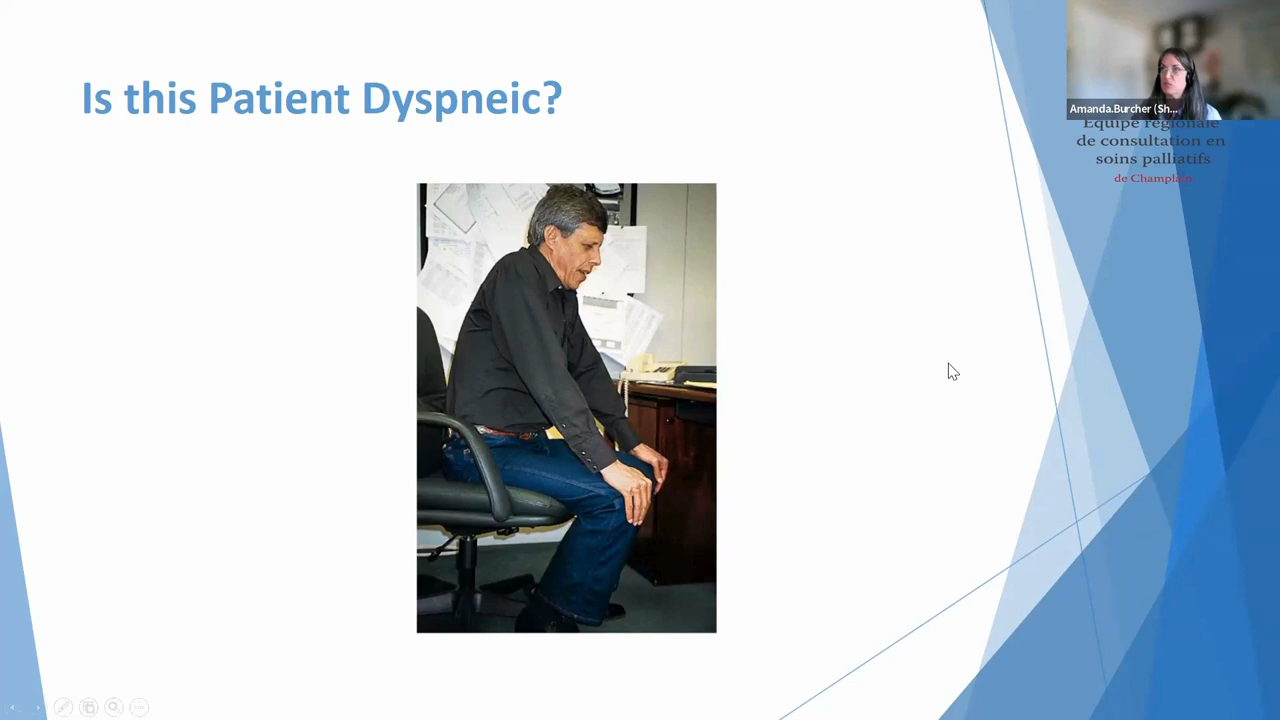 Is this Patient Dyspneic?
Amanda.Burcher (Sh...
Équipe régionale
de consultation en
soins palliatifs
de Champlain